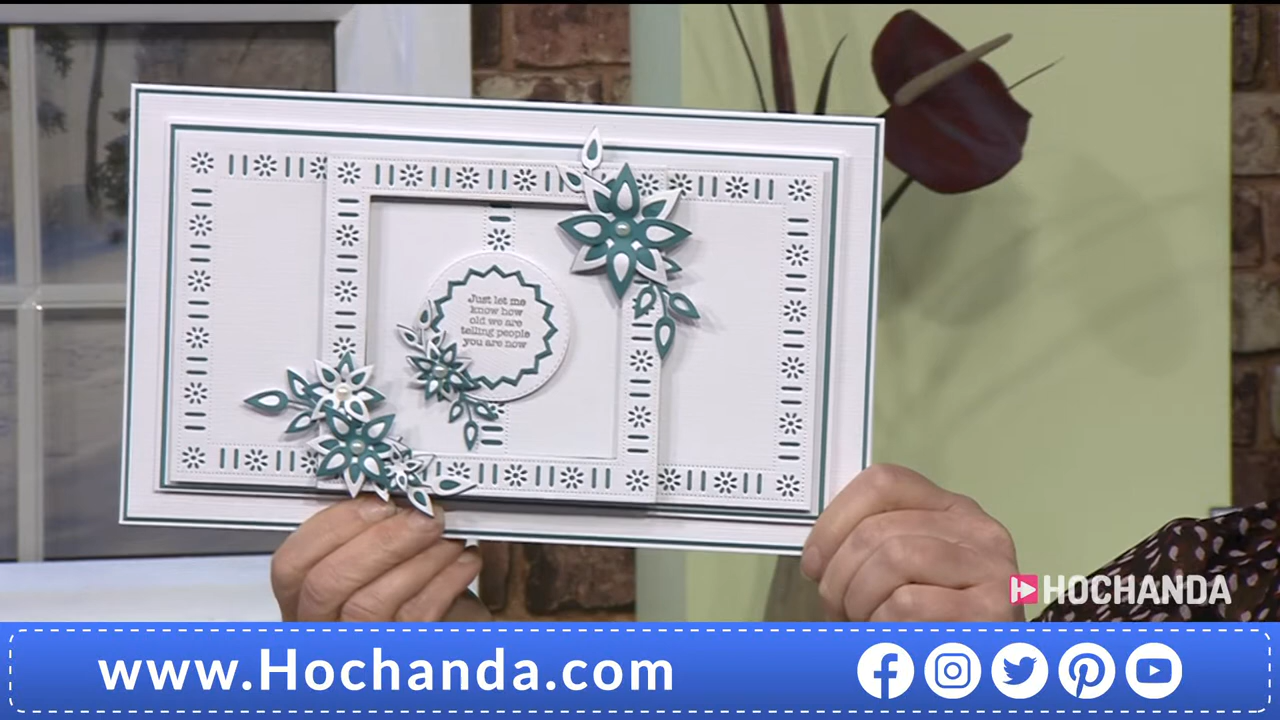 Just let me
know how
old we are
telling people
you are now
HOCHANDA
www.Hochanda.com